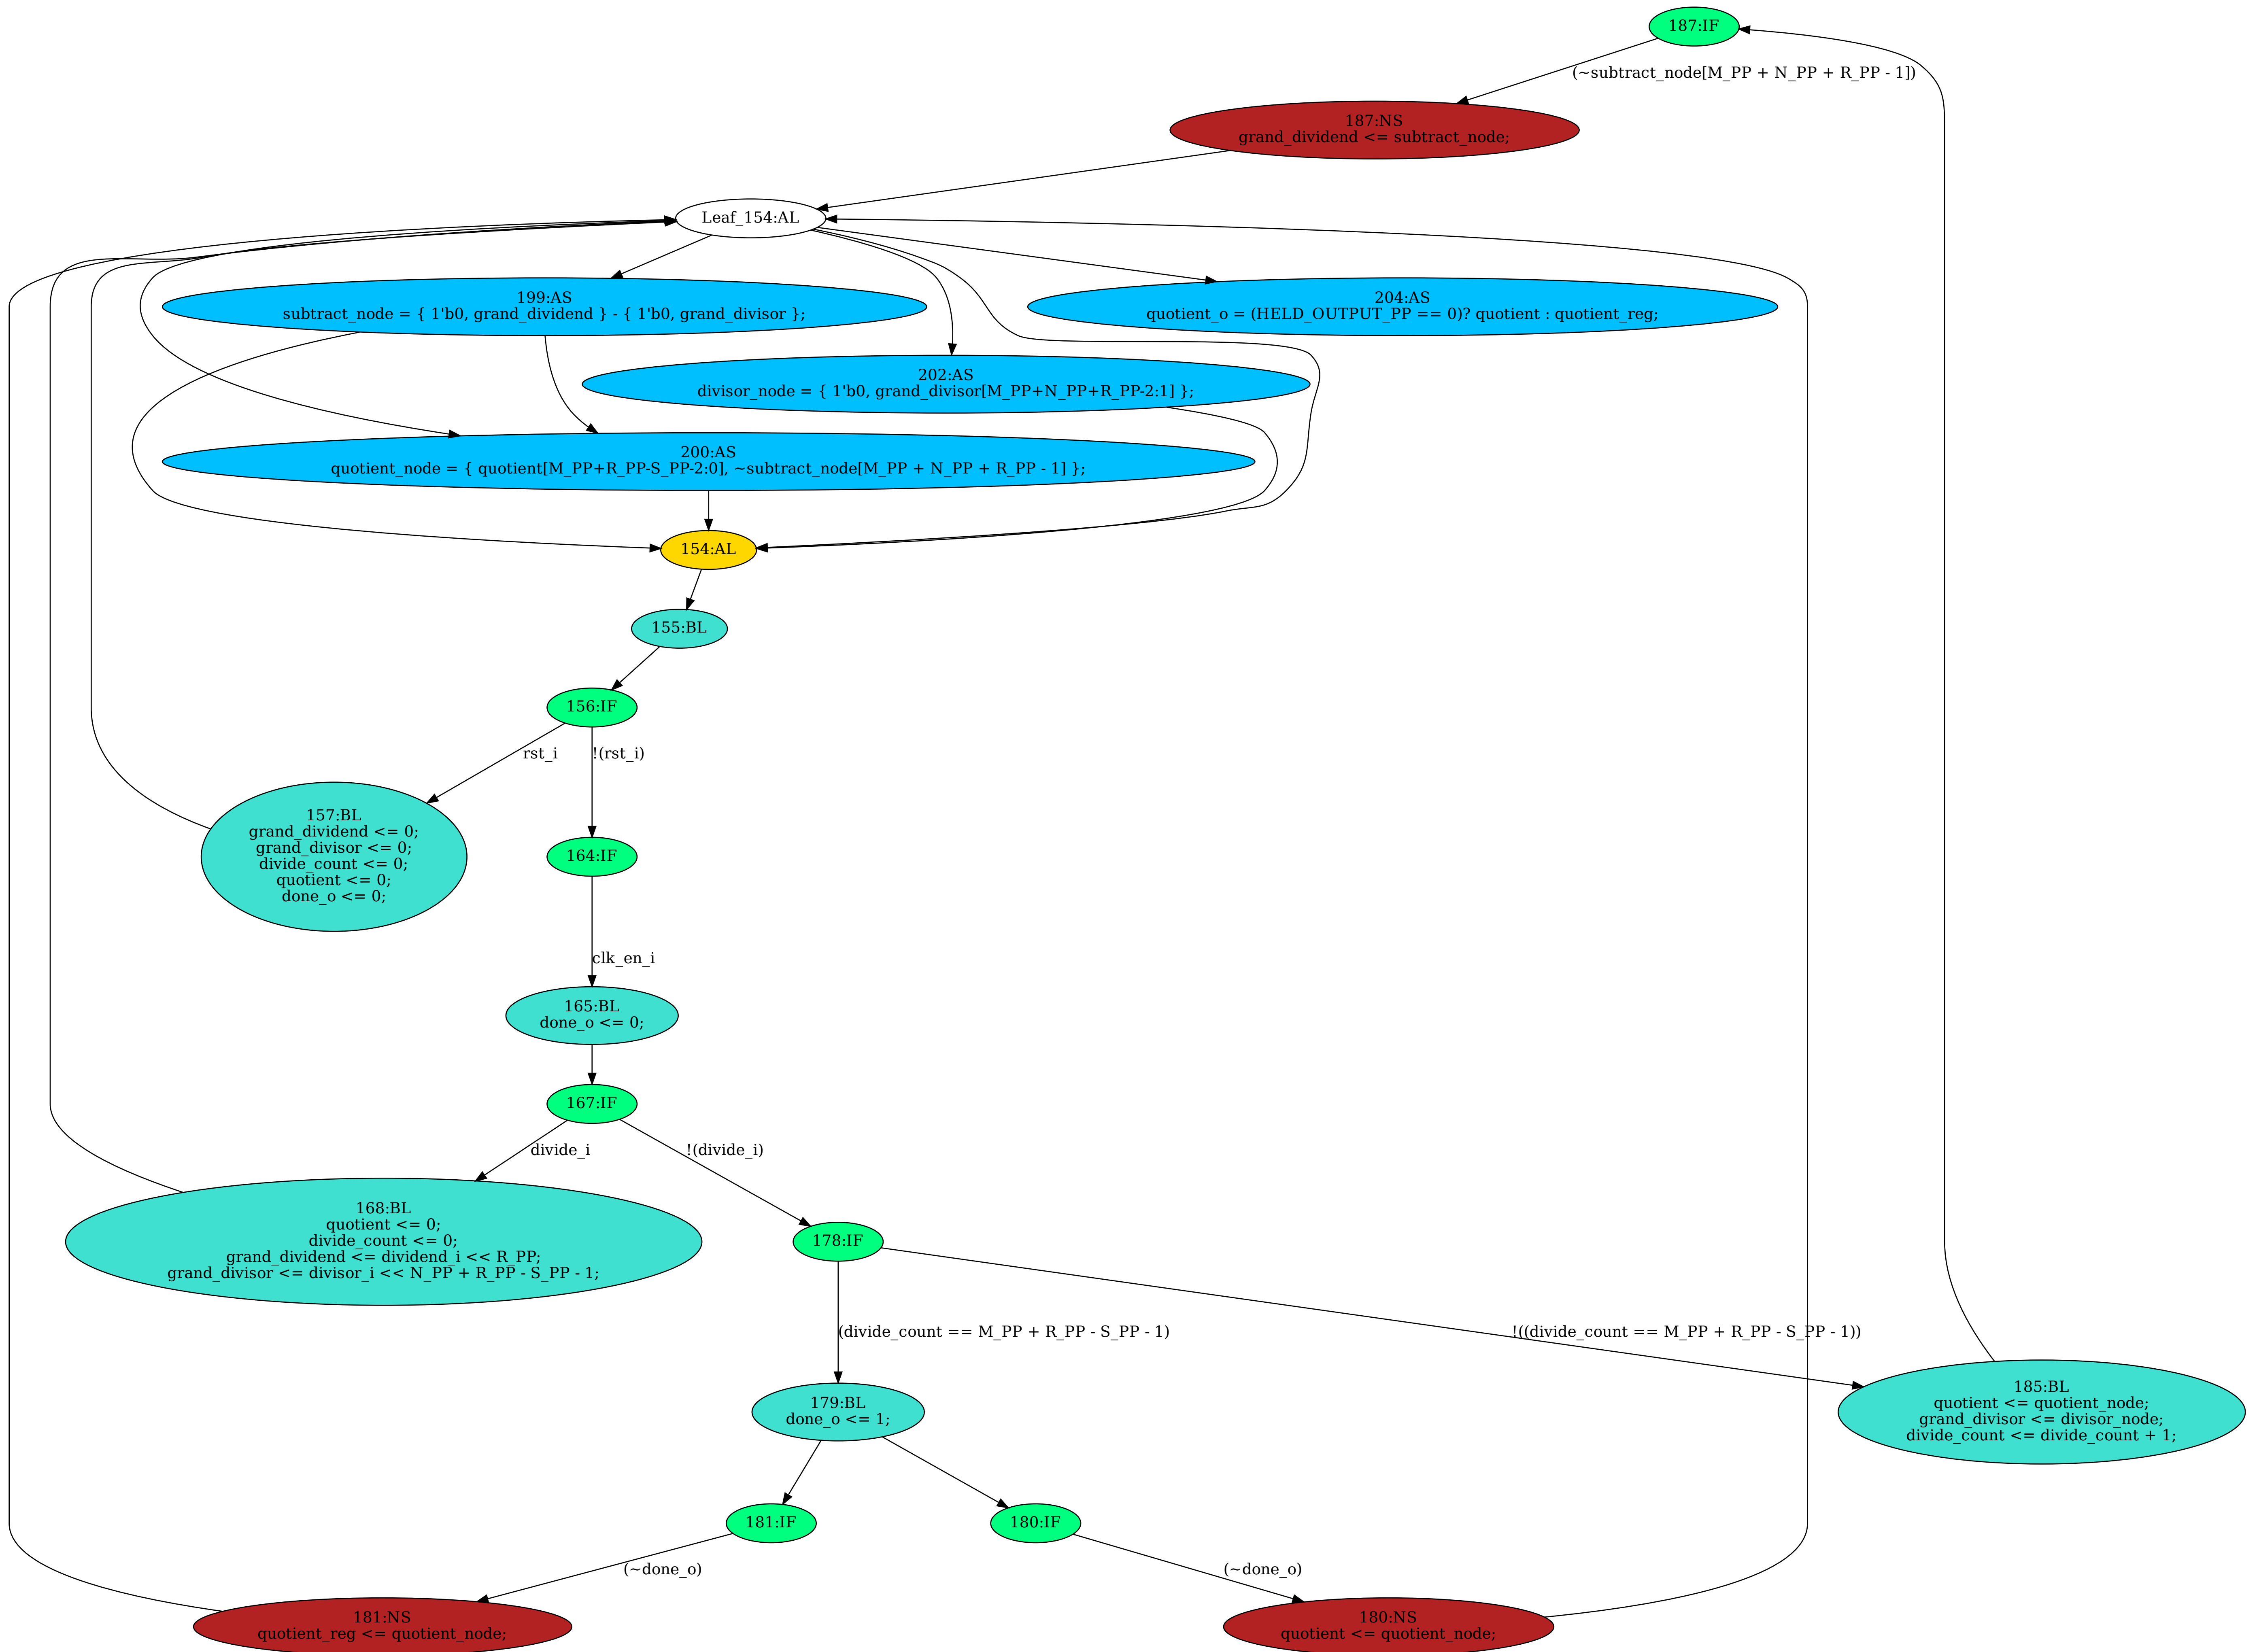 187:IF
(~subtract_node[M_PP + N_PP + R_PP - 1])
187:NS
grand_dividend <= subtract_node;
Leaf_154:AL
199:AS
subtract_node = { 1'b0, grand_dividend } - { 1'b0, grand_divisor };
204:AS
quotient_o = (HELD_OUTPUT_PP == 0)? quotient : quotient_reg;
202:AS
divisor_node = { 1'b0, grand_divisor[M_PP+N_PP+R_PP-2:1] };
200:AS
quotient_node = { quotient[M_PP+R_PP-S_PP-2:0], ~subtract_node[M_PP + N_PP + R_PP - 1] };
154:AL
155:BL
156:IF
rst_i
!(rst_i)
157:BL
grand_dividend <= 0;
grand_divisor <= 0;
divide_count <= 0;
quotient <= 0;
done_o <= 0;
164:IF
clk_en_i
165:BL
done_o <= 0;
167:IF
divide_i
!(divide_i)
168:BL
quotient <= 0;
divide_count <= 0;
grand_dividend <= dividend_i << R_PP;
grand_divisor <= divisor_i << N_PP + R_PP - S_PP - 1;
178:IF
(divide_count == M_PP + R_PP - S_PP - 1)
!((divide_count == M_PP + R_PP - S_PP - 1))
179:BL
done_o <= 1;
185:BL
quotient <= quotient_node;
grand_divisor <= divisor_node;
divide_count <= divide_count + 1;
181:IF
180:IF
(~done_o)
(~done_o)
181:NS
quotient_reg <= quotient_node;
180:NS
quotient <= quotient_node;